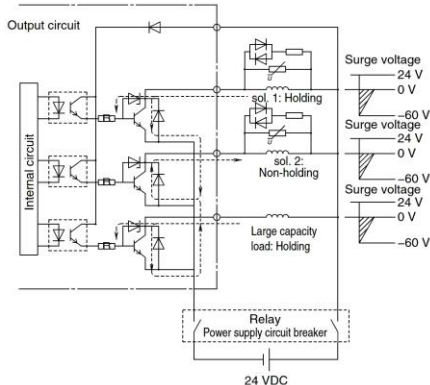 Output circuit
Internal circuit
R
R
R
sol. 1: Holding
sol. 2:
Non-holding
Large capacity
load: Holding
Surge voltage
24 V
0 V
−60 V
Surge voltage
24 V
0 V
−60 V
Surge voltage
24 V
0 V
−60 V
Relay
Power supply circuit breaker
24 VDC